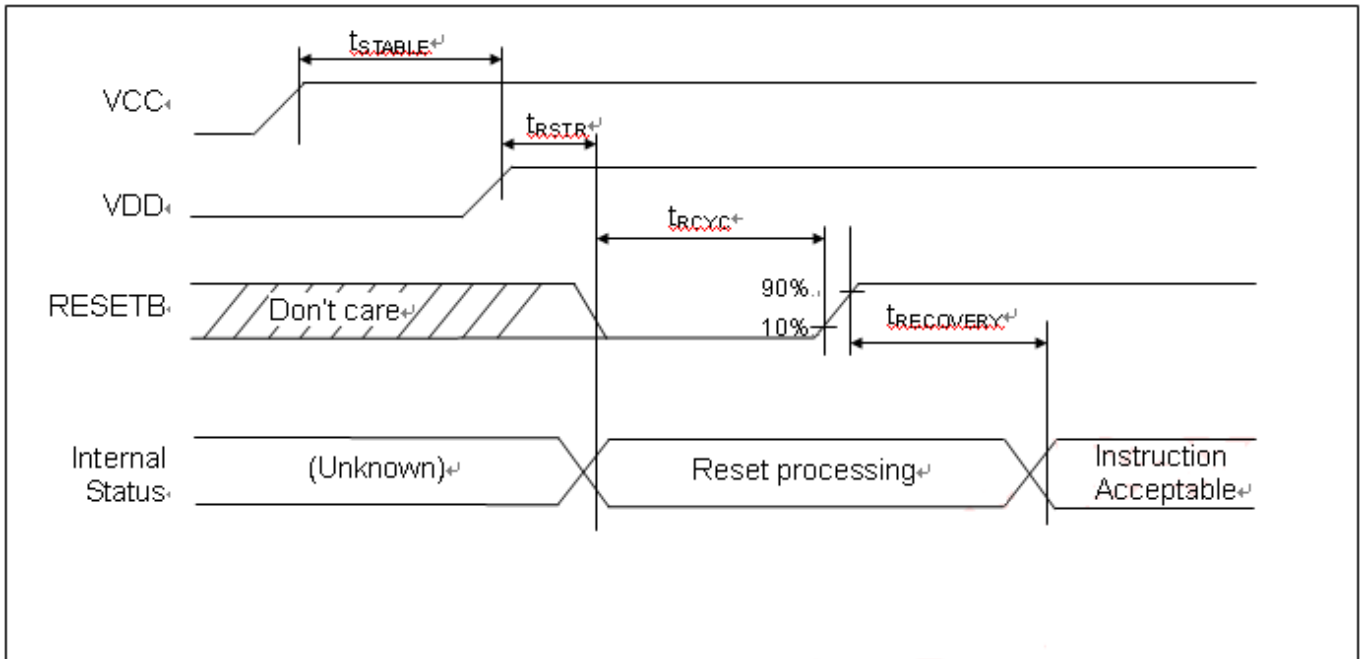 tSTABLE
VCC
tRSTR
VDD
tRCYC
RESETB
Don't care
90%
10%
tRECOVERY
Internal
Status
(Unknown)
Reset processing
Instruction
Acceptable